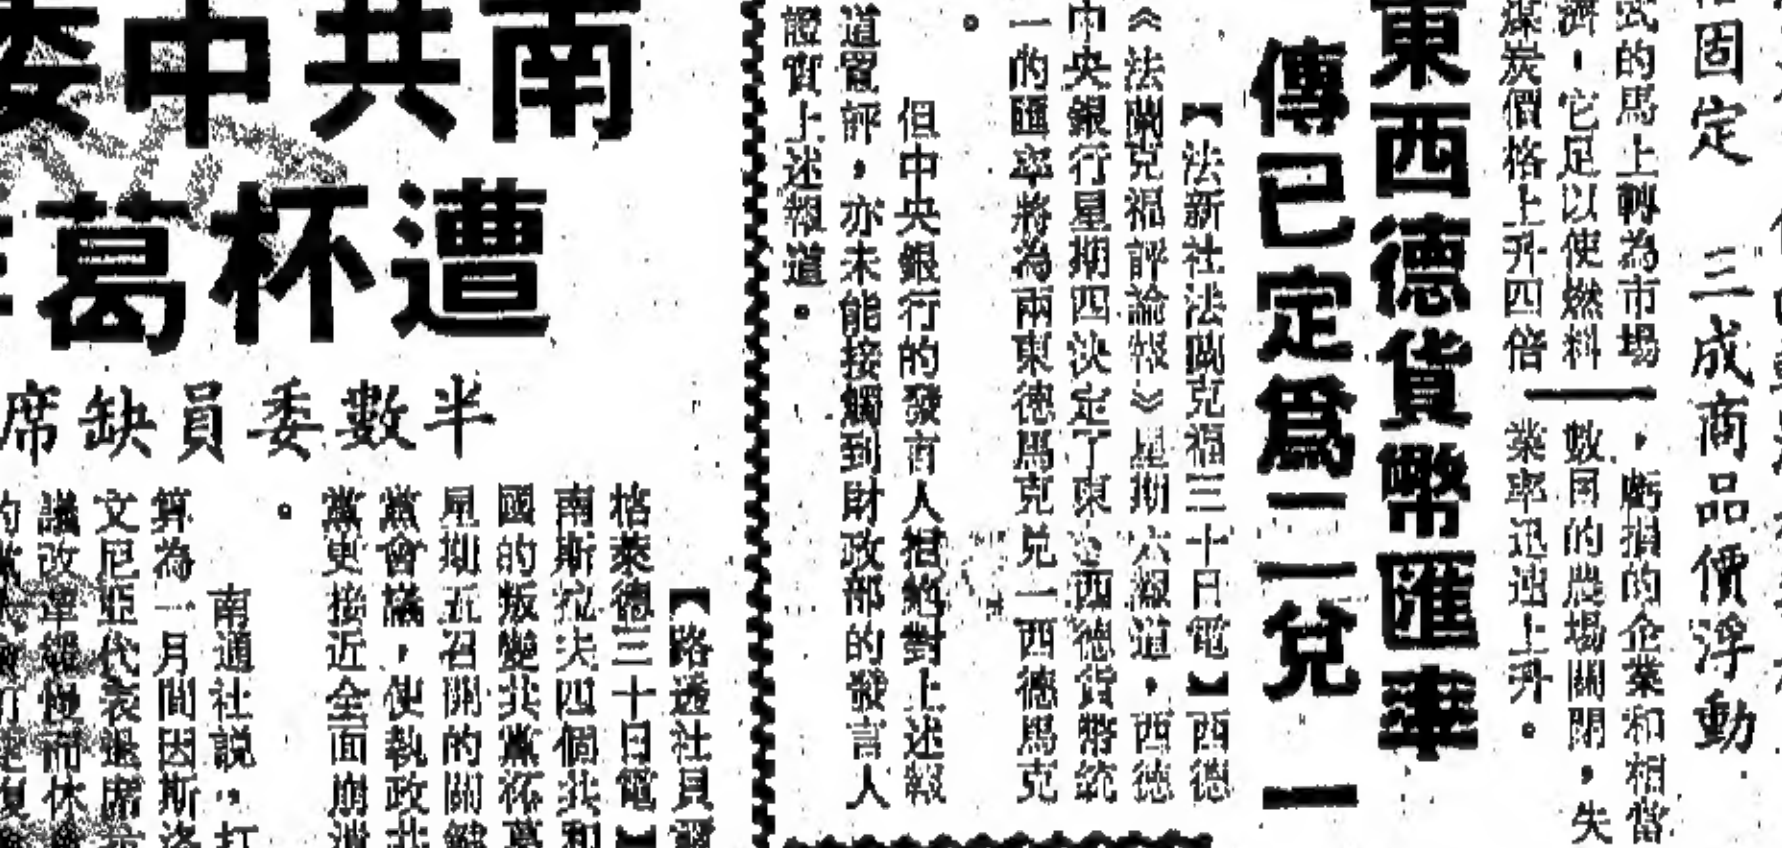 固定　三成商品價浮動
式的馬上轉為市場
濟，它足以使燃料
煤炭價格上升四倍
，虧損的企業和相當
數目的農場關閉，失
業率迅速上升。
東西德貨幣匯率
傳已定爲二兌一
【法新社法蘭克福三十日電】西德
《法蘭克福評論報》星期六報道，西德
中央銀行星期四決定了東、西德貨幣統
一的匯率將為兩東德馬克兌一西德馬克
。
但中央銀行的發言人拒絶對上述報
道置評，亦未能接觸到財政部的發言人
證實上述報道。
南共中委
遭杯葛
半數委員缺席
【路透社貝爾
格萊德三十日電】
南斯拉夫四個共和
國的叛變共黨杯葛
星期五召開的關鍵
黨會議，使執政共
黨更接近全面崩潰
。
南通社説，打
算為一月間因斯洛
文尼亞代表退席抗
議改革緩慢而休會